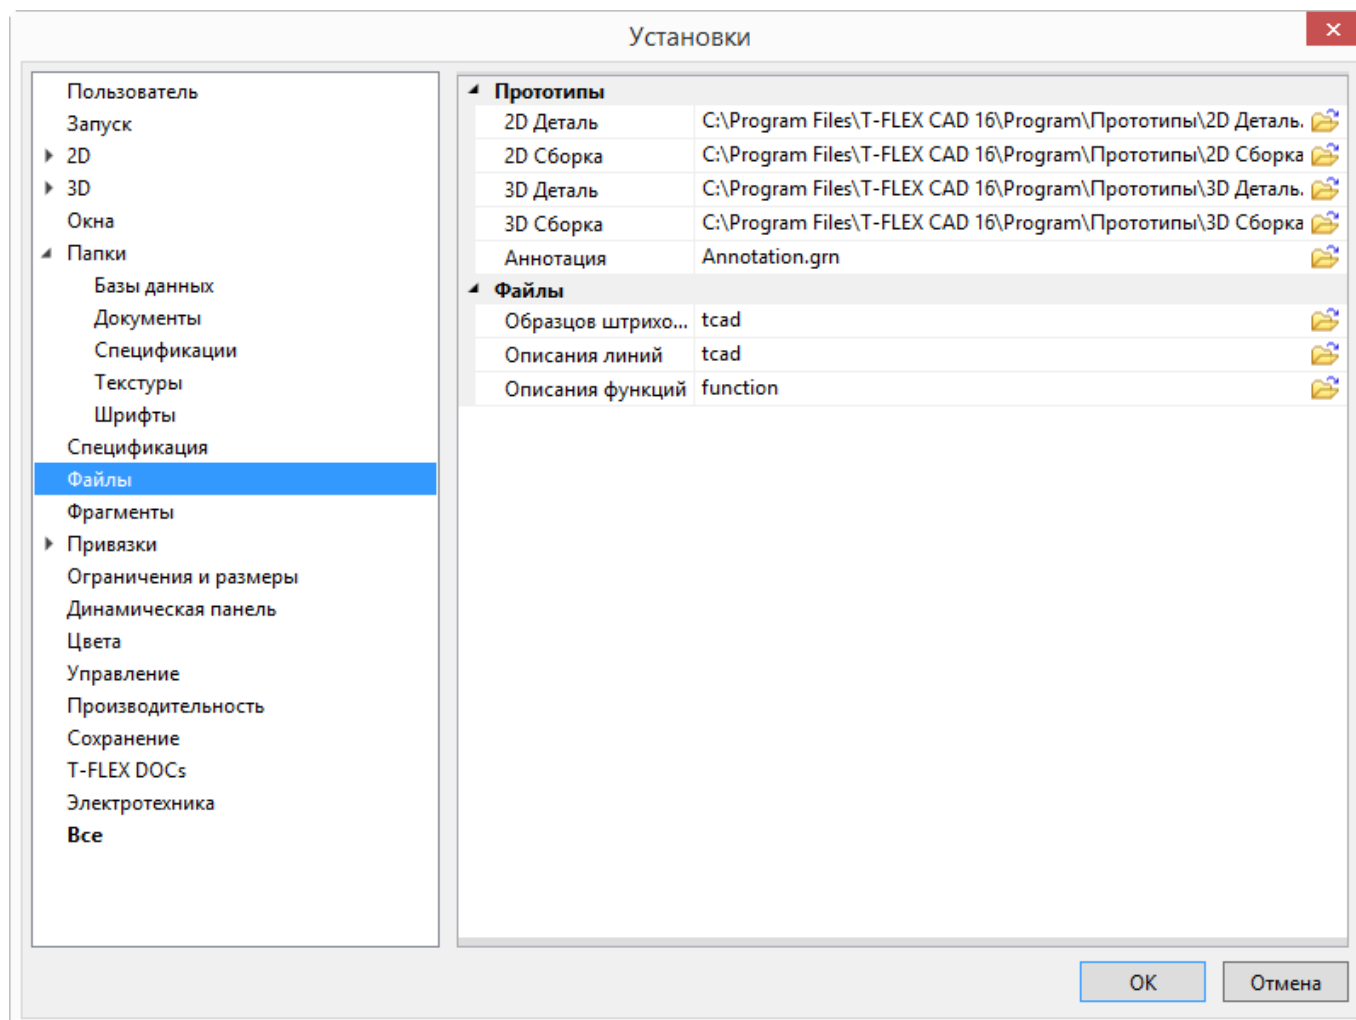 Установки
Пользователь
Запуск
2D
3D
Окна
Папки
Базы данных
Документы
Спецификации
Текстуры
Шрифты
Спецификация
Файлы
Фрагменты
Привязки
Ограничения и размеры
Динамическая панель
Цвета
Управление
Производительность
Сохранение
T-FLEX DOCs
Электротехника
Все
Прототипы
2D Деталь C:\Program Files\T-FLEX CAD 16\Program\Прототипы\2D Деталь.
2D Сборка C:\Program Files\T-FLEX CAD 16\Program\Прототипы\2D Сборка
3D Деталь C:\Program Files\T-FLEX CAD 16\Program\Прототипы\3D Деталь.
3D Сборка C:\Program Files\T-FLEX CAD 16\Program\Прототипы\3D Сборка
Аннотация Annotation.grn
Файлы
Образцов штрихо... tcad
Описания линий tcad
Описания функций function
OK Отмена